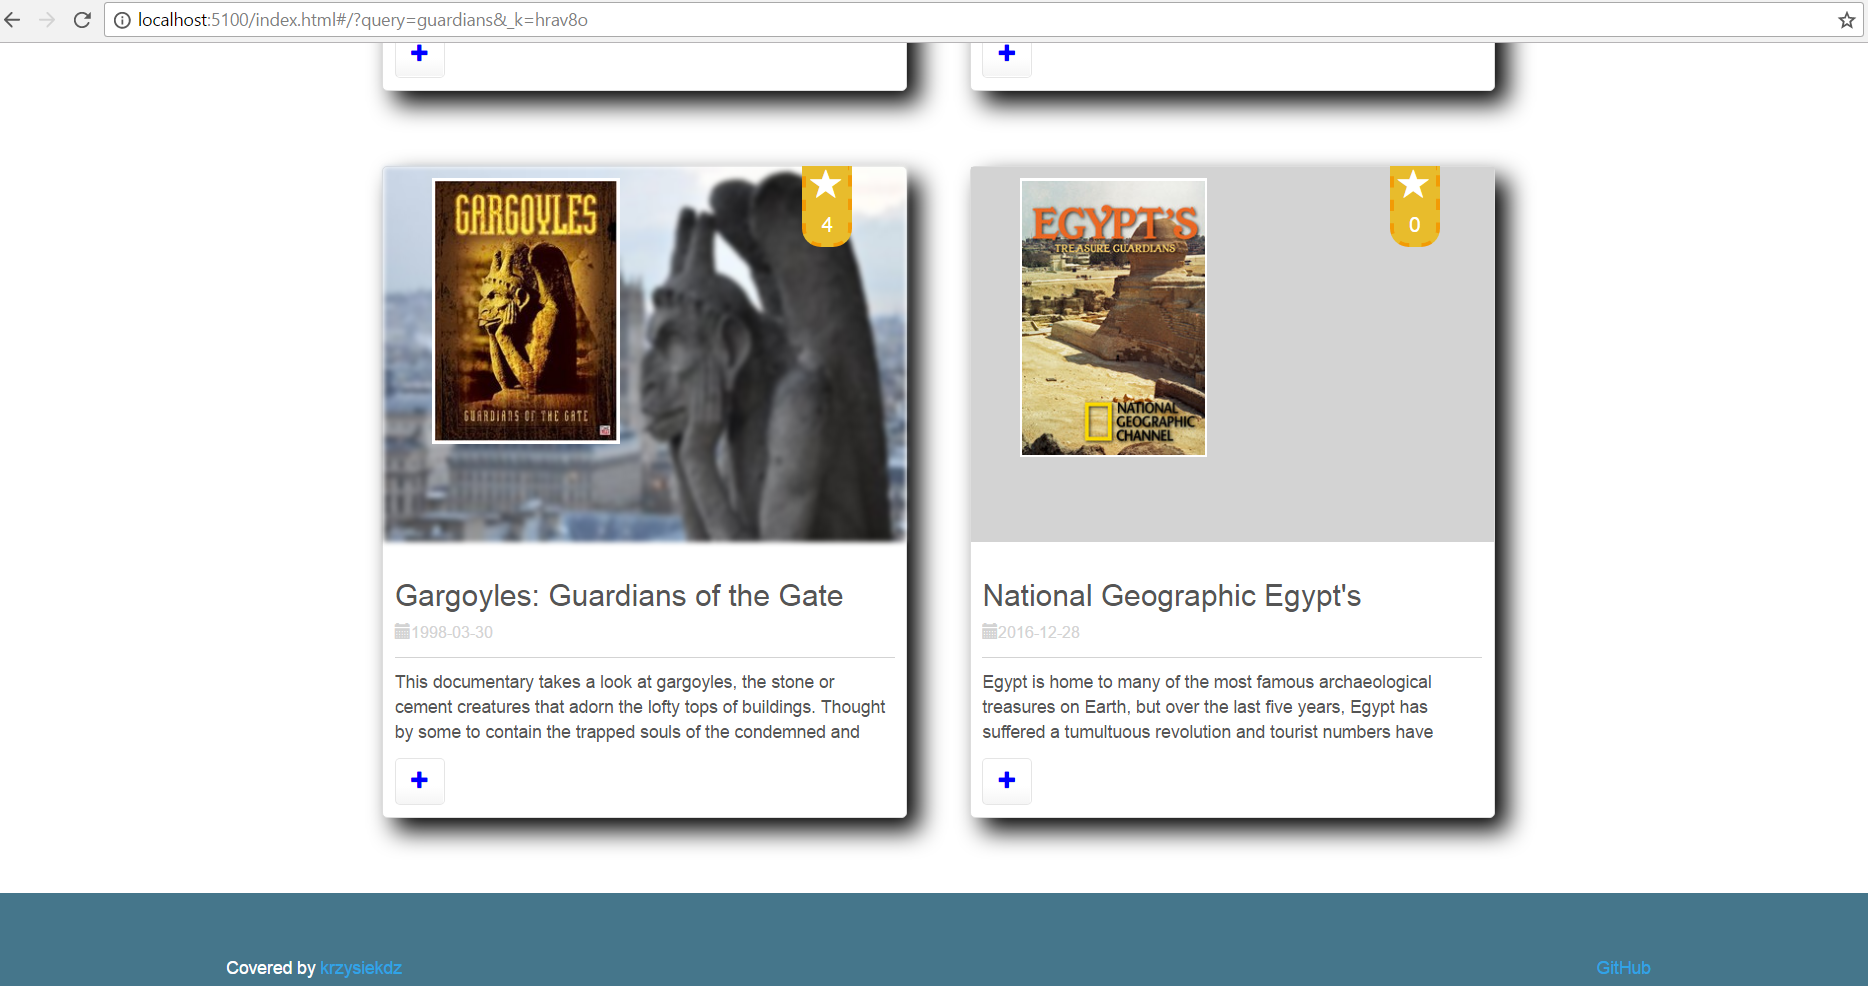 localhost:5100/index.html#/?query=guardians&_k=hrav8o
GARGOYLES
GUARDIANS OF THE GATE
4
EGYPT'S
TREASURE GUARDIANS
NATIONAL
GEOGRAPHIC
CHANNEL
0
Gargoyles: Guardians of the Gate
1998-03-30
This documentary takes a look at gargoyles, the stone or
cement creatures that adorn the lofty tops of buildings. Thought
by some to contain the trapped souls of the condemned and
National Geographic Egypt's
2016-12-28
Egypt is home to many of the most famous archaeological
treasures on Earth, but over the last five years, Egypt has
suffered a tumultuous revolution and tourist numbers have
Covered by krzysiekdz
GitHub